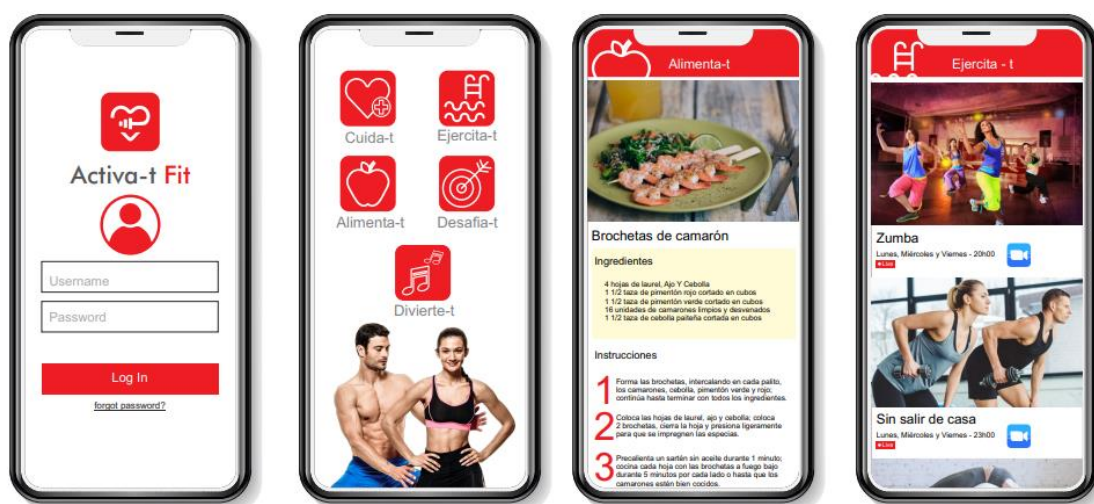 Activa-t Fit
Username
Password
Log In
forgot password?
Cuida-t
Ejercita-t
Alimenta-t
Desafia-t
Divierte-t
Alimenta-t
Brochetas de camarón
Ingredientes
4 hojas de laurel, Ajo Y Cebolla
1 1/2 taza de pimentón rojo cortado en cubos
1 1/2 taza de pimentón verde cortado en cubos
16 unidades de camarones limpios y desvenados
1 1/2 taza de cebolla paiteña cortada en cubos
Instrucciones
1 Forma las brochetas, intercalando en cada palito,
los camarones, cebolla, pimentón verde y rojo;
continúa hasta terminar con todos los ingredientes.
2 Coloca las hojas de laurel, ajo y cebolla; coloca
2 brochetas, cierra la hoja y presiona ligeramente
para que se impregnen las especias.
3 Precalienta un sartén sin aceite durante 1 minuto;
cocina cada hoja con las brochetas a fuego bajo
durante 5 minutos por cada lado o hasta que los
camarones estén bien cocidos.
Ejercita - t
Zumba
Lunes, Miércoles y Viernes - 20h00
Live
Sin salir de casa
Lunes, Miércoles y Viernes - 23h00
Live